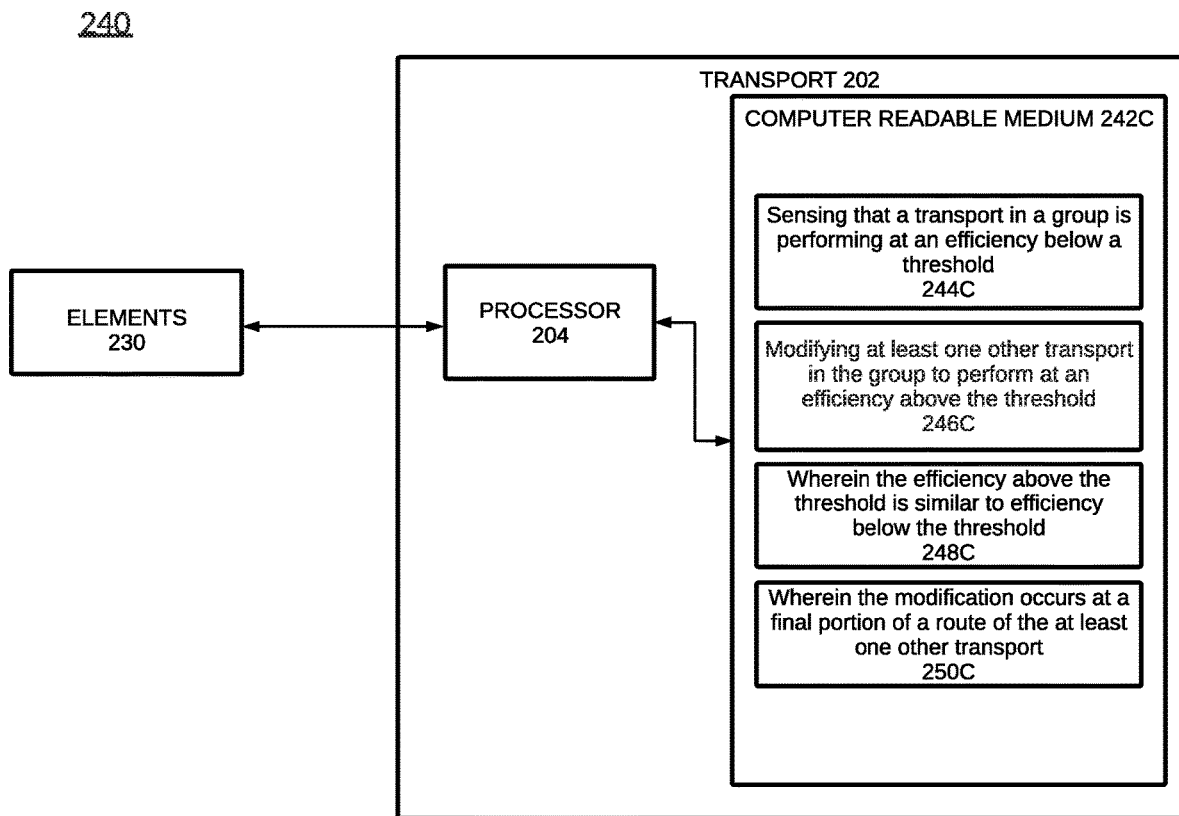 240
TRANSPORT 202
COMPUTER READABLE MEDIUM 242C
Sensing that a transport in a group is
performing at an efficiency below a
threshold
244C
ELEMENTS
230
PROCESSOR
204
Modifying at least one other transport
in the group to perform at an
efficiency above the threshold
246C
Wherein the efficiency above the
threshold is similar to efficiency
below the threshold
248C
Wherein the modification occurs at a
final portion of a route of the at least
one other transport
250C